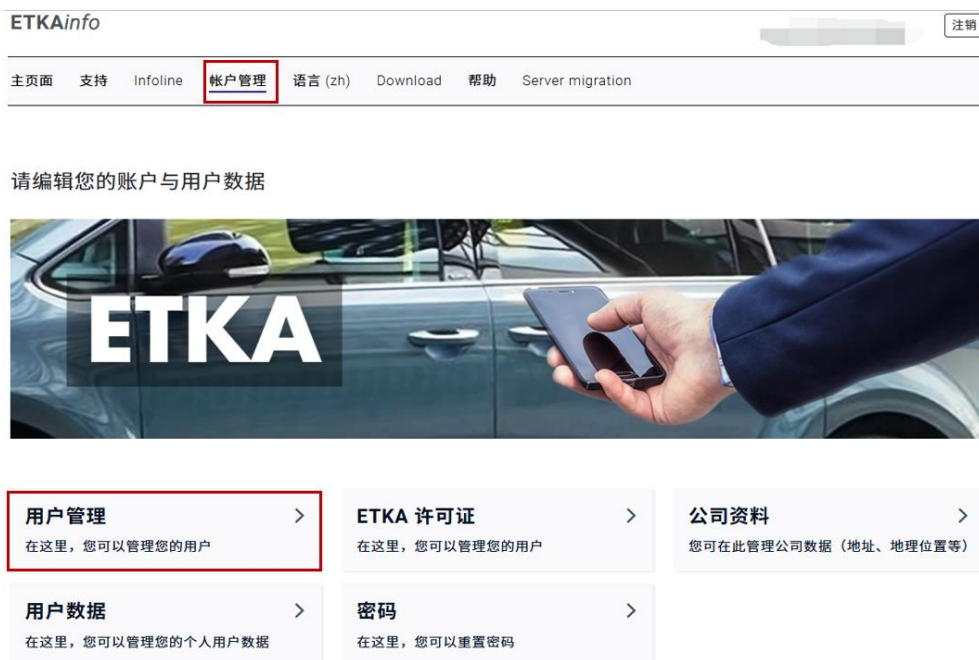 ETKAinfo
注销
主页面 支持 Infoline 帐户管理 语言 (zh) Download 帮助 Server migration
请编辑您的账户与用户数据
ETKA
用户管理
在这里，您可以管理您的用户
ETKA 许可证
在这里，您可以管理您的用户
公司资料
您可在此管理公司数据（地址、地理位置等）
用户数据
在这里，您可以管理您的个人用户数据
密码
在这里，您可以重置密码